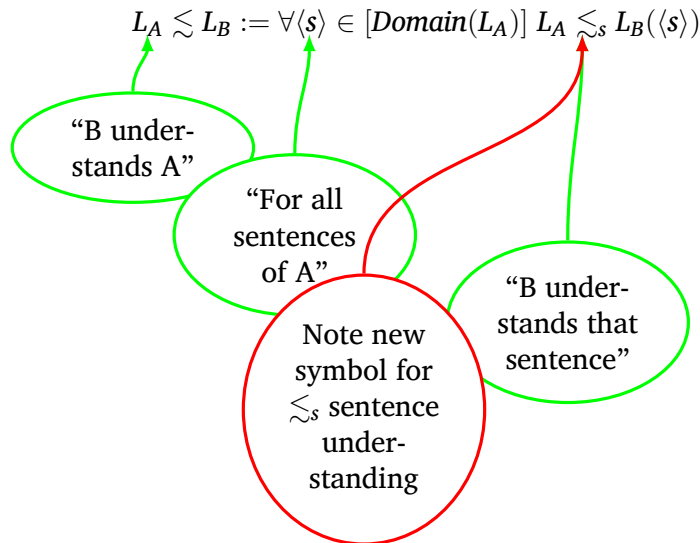 L_A ≲ L_B := ∀⟨s⟩ ∈ [Domain(L_A)] L_A ≲_s L_B(⟨s⟩)
“B under-
stands A”
“For all
sentences
of A”
“B under-
stands that
sentence”
Note new
symbol for
≲_s sentence
under-
standing